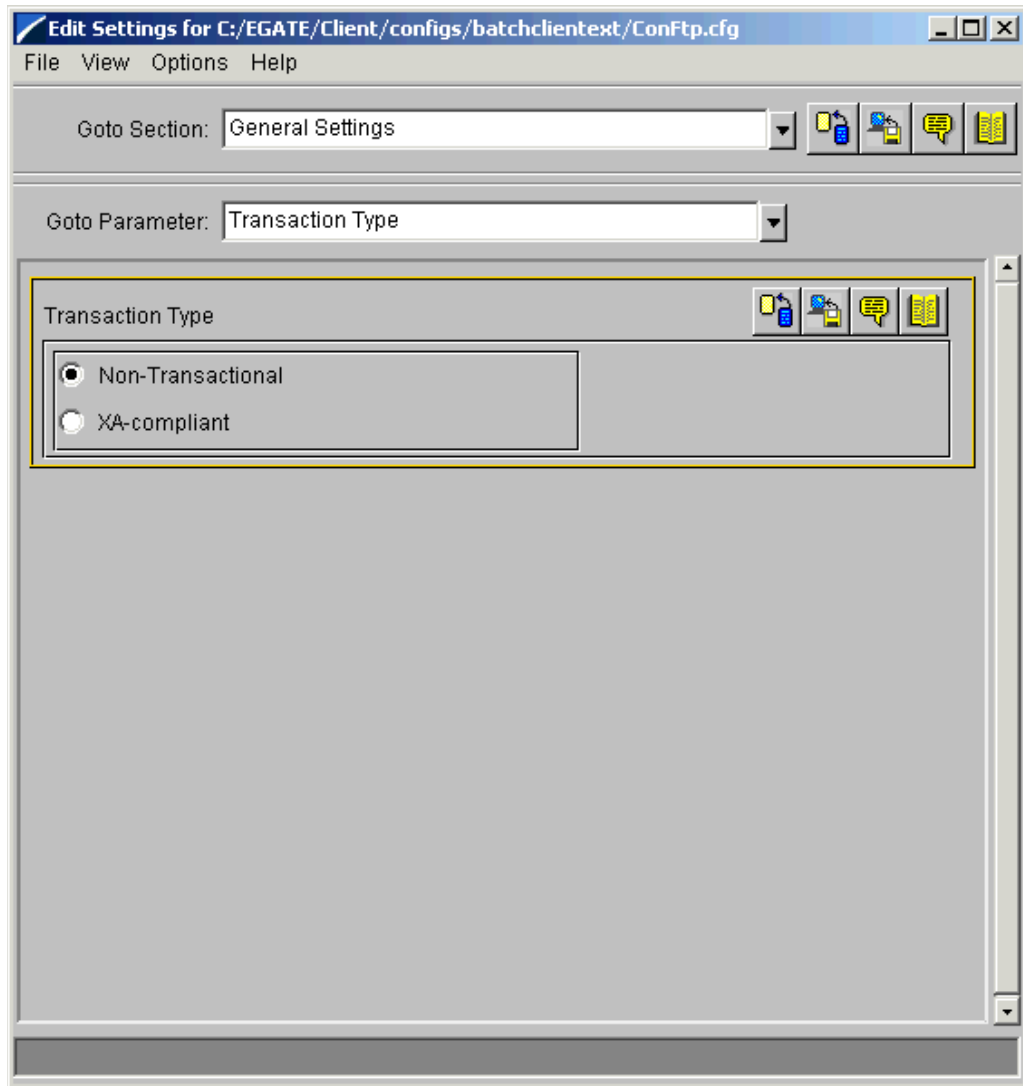 Edit Settings for C:/EGATE/Client/configs/batchclientext/ConFtp.cfg
File View Options Help
Goto Section: General Settings
Goto Parameter: Transaction Type
Transaction Type
Non-Transactional
XA-compliant